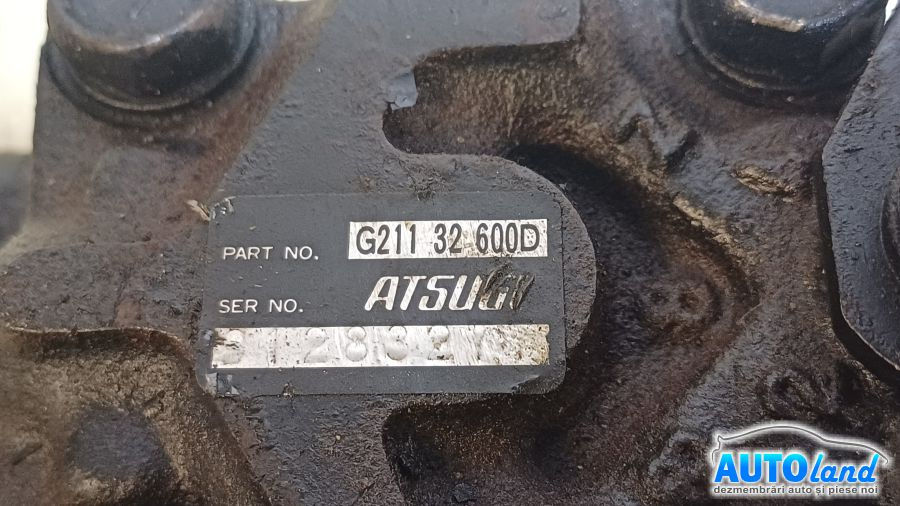 PART NO. G211 32 600D
SER NO. ATSUGI
AUTOland
dezmembrări auto și piese noi